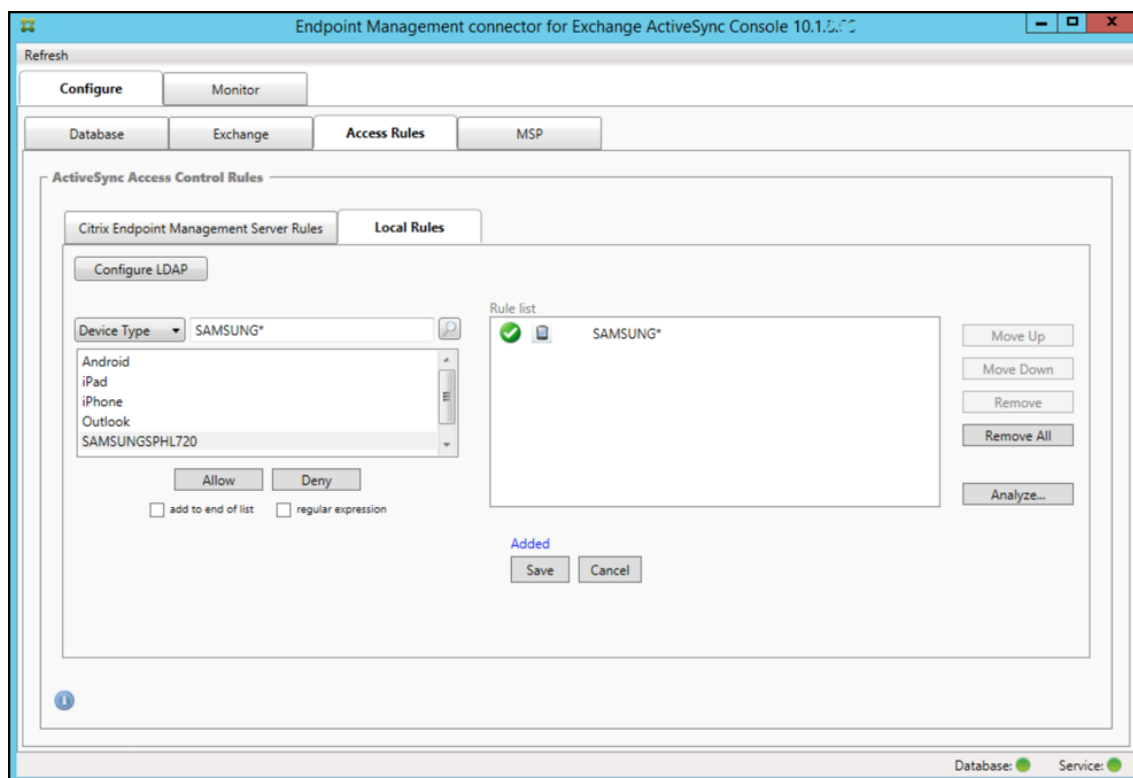 Endpoint Management connector for Exchange ActiveSync Console
Refresh
Configure Monitor
Database Exchange Access Rules MSP
ActiveSync Access Control Rules
Citrix Endpoint Management Server Rules Local Rules
Configure LDAP
Rule list
Device Type SAMSUNG*
SAMSUNG*
Move Up
Android
iPad
Move Down
iPhone
Remove
Outlook
SAMSUNGSPHL720
Remove All
Allow Deny
Analyze...
add to end of list regular expression
Added
Save Cancel
Database: Service: